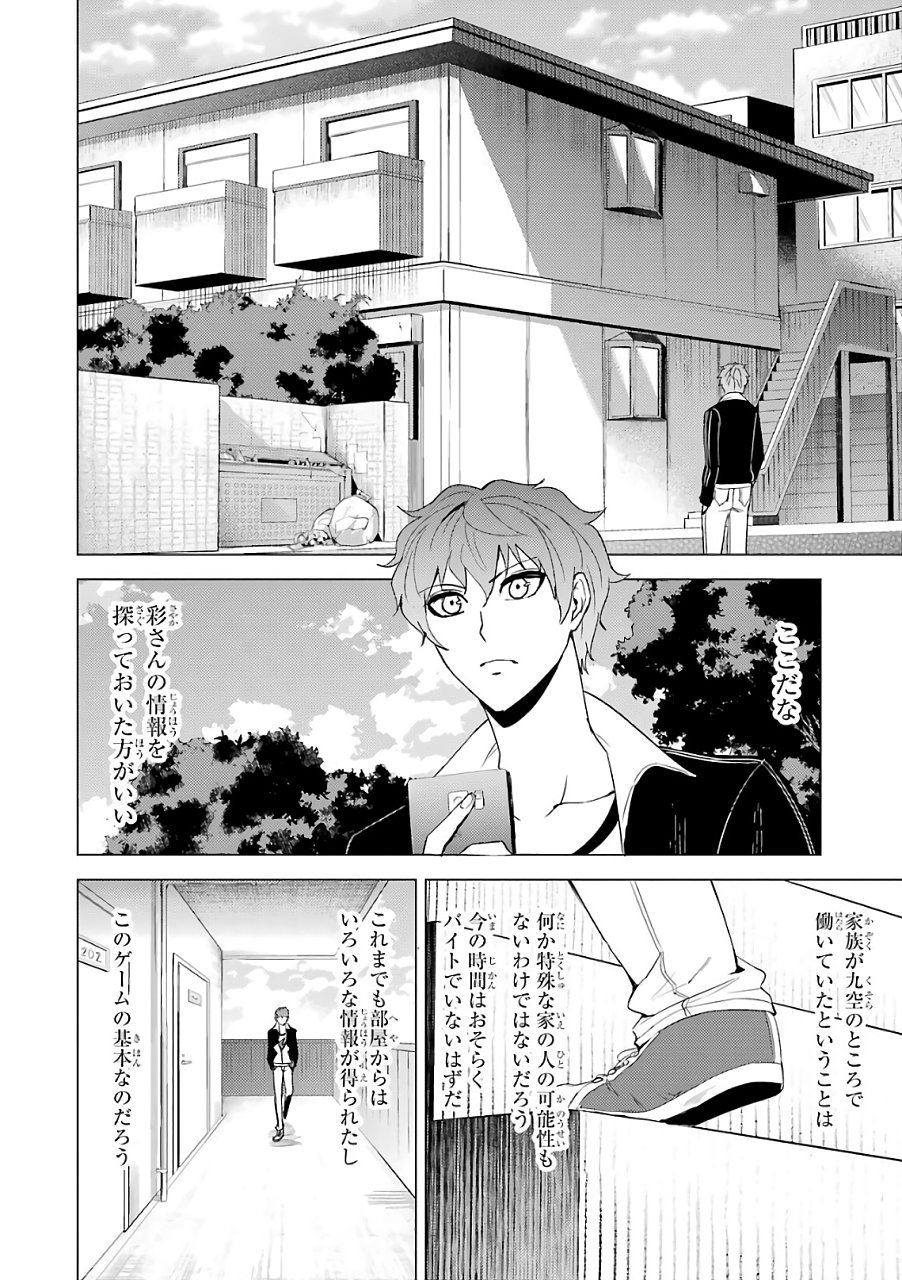 ここだな
彩さんの情報を
探っておいた方がいい
家族が九空のところで
働いていたということは
何か特殊な家の人の可能性も
ないわけではないだろう
今の時間はおそらく
バイトでいないはずだ
これまでも部屋からは
いろいろな情報が得られたし
このゲームの基本なのだろう
202